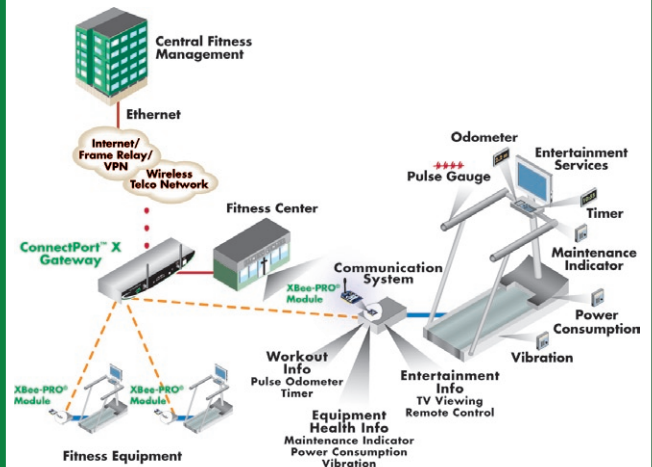 Central Fitness
Management
Ethernet
Internet/
Frame Relay/
VPN
Wireless
Telco Network
Odometer
Entertainment
Services
Pulse Gauge
Fitness Center
Timer
ConnectPort™ X
Gateway
Maintenance
Indicator
Communication
System
XBee-PRO®
Module
Power
Consumption
Vibration
Workout
Info
Pulse Odometer
Timer
Entertainment
Info
TV Viewing
Remote Control
XBee-PRO®
Module
XBee-PRO®
Module
Equipment
Health Info
Maintenance Indicator
Power Consumption
Vibration
Fitness Equipment